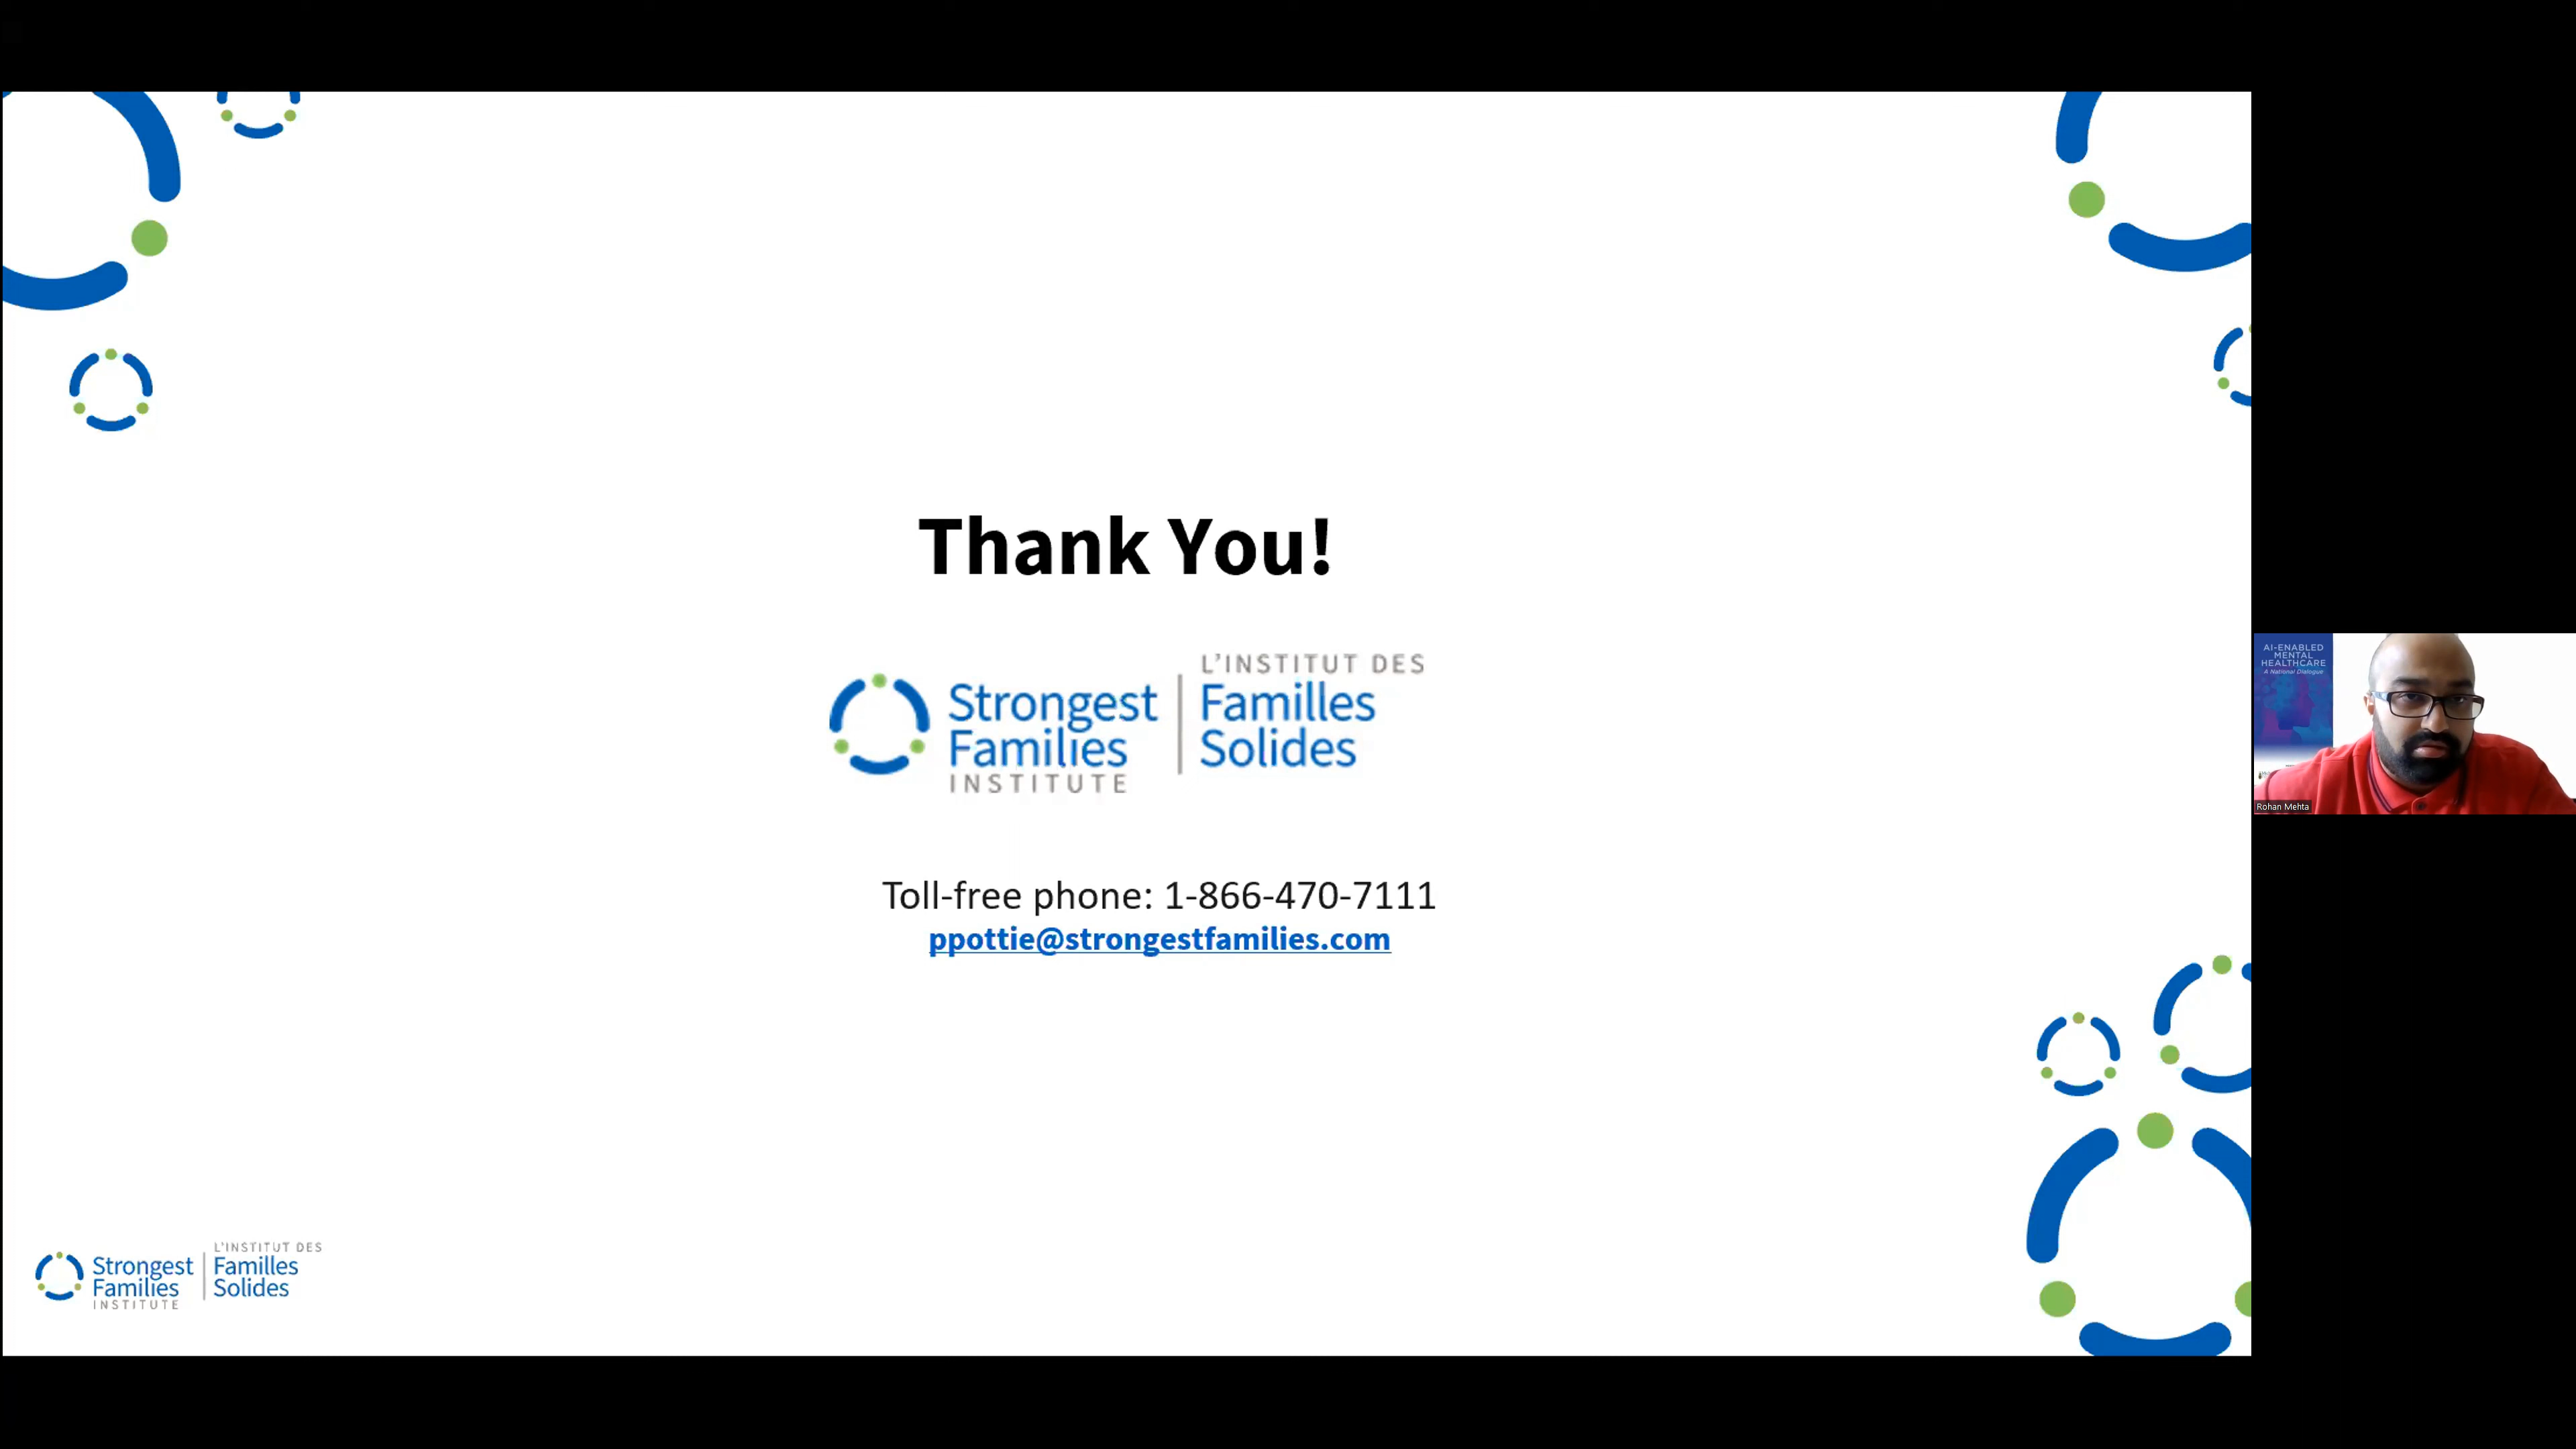 Thank You!
Strongest
Families
INSTITUTE
L'INSTITUT DES
Familles
Solides
Toll-free phone: 1-866-470-7111
ppottie@strongestfamilies.com
AI-ENABLED
MENTAL
HEALTHCARE
A National Dialogue
Rohan Mehta
Strongest
Families
INSTITUTE
L'INSTITUT DES
Familles
Solides